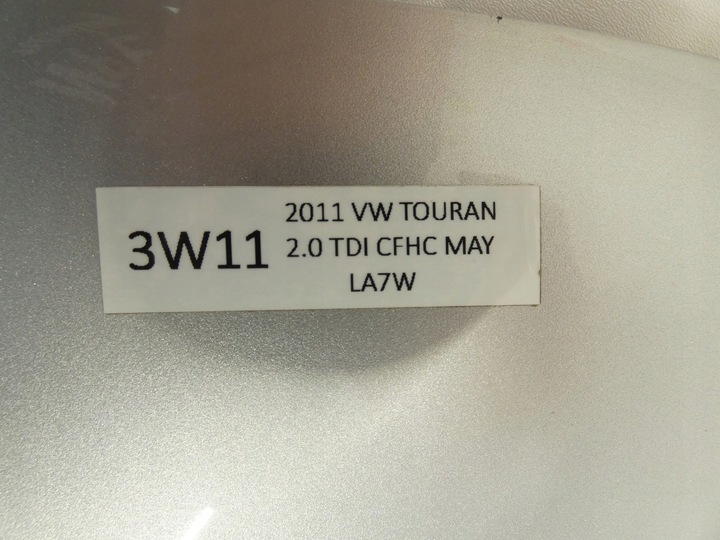 3W11
2011 VW TOURAN
2.0 TDI CFHC MAY
LA7W